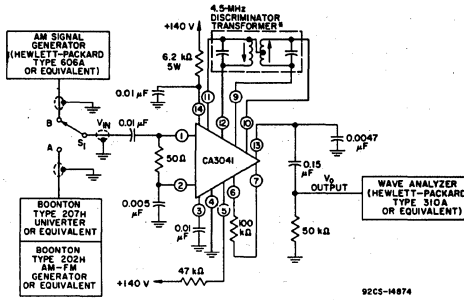 4.5-MHz
DISCRIMINATOR
TRANSFORMER
AM SIGNAL
GENERATOR
(HEWLETT-PACKARD
TYPE 606A
OR EQUIVALENT)
+140 V
6.2 kΩ
5W
0.01 μF
14
11
12
9
10
B
V_IN
0.01 μF
S1
A
1
50Ω
2
CA3041
13
0.0047
μF
0.15
μF
V_O
OUTPUT
WAVE ANALYZER
(HEWLETT-PACKARD
TYPE 310A
OR EQUIVALENT)
0.005
μF
3
4
5
6
7
0.01
μF
100
kΩ
50 kΩ
BOONTON
TYPE 207H
UNIVERTER
OR EQUIVALENT
BOONTON
TYPE 202H
AM-FM
GENERATOR
OR EQUIVALENT
47 kΩ
+140 V
92CS-14874